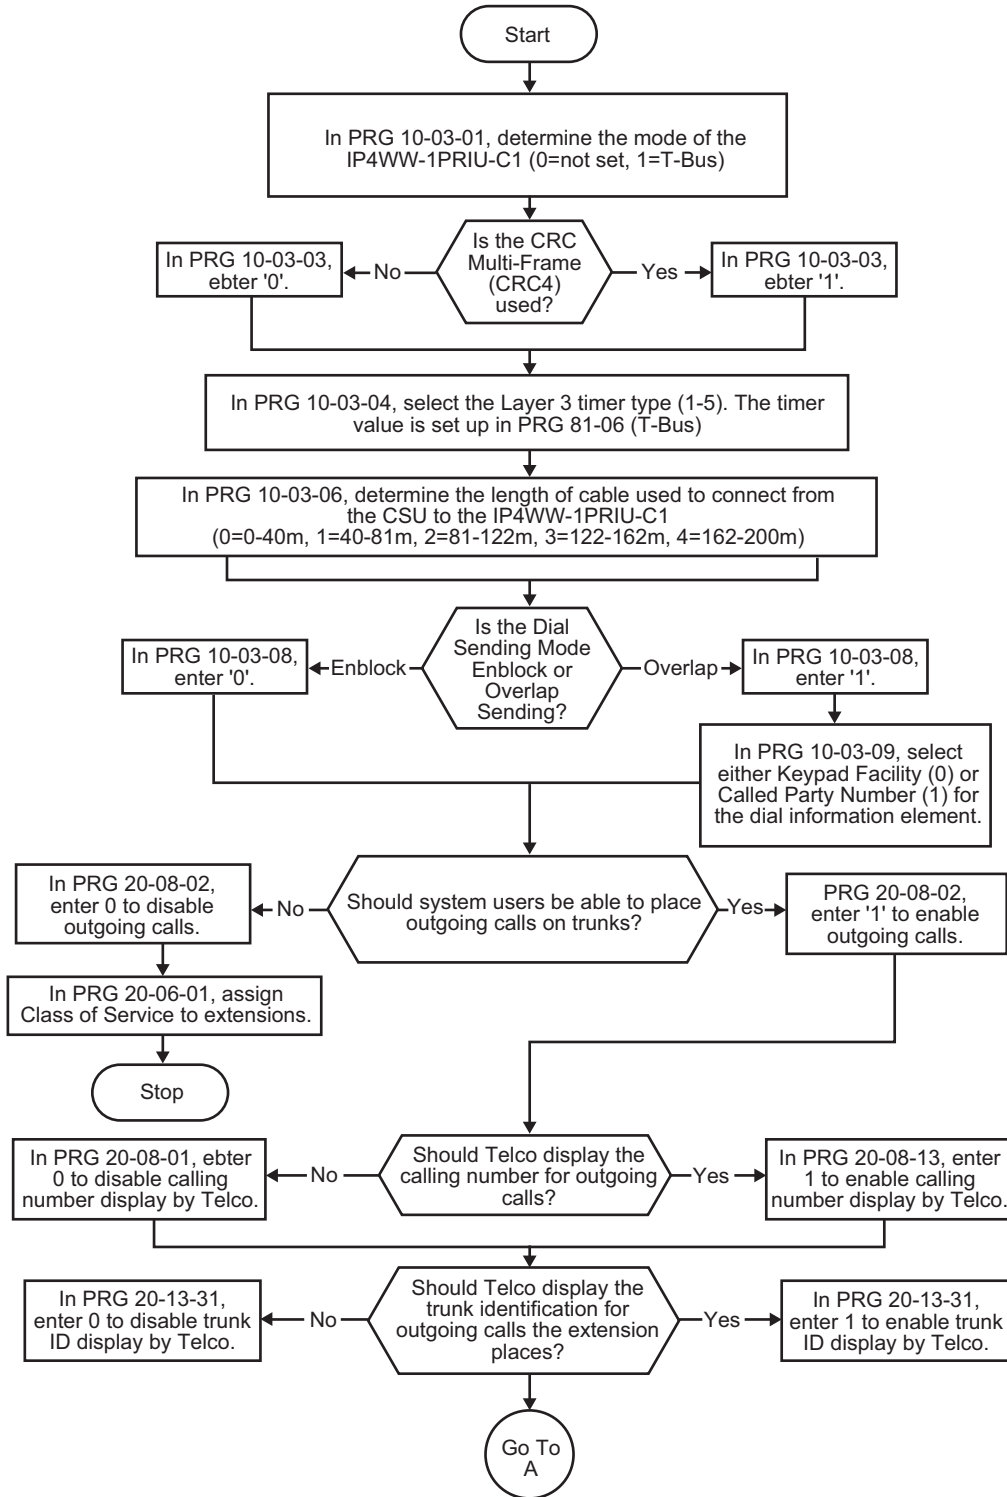 Start
In PRG 10-03-01, determine the mode of the
IP4WW-1PRIU-C1 (0=not set, 1=T-Bus)
Is the CRC
Multi-Frame
(CRC4)
used?
No
Yes
In PRG 10-03-03,
ebter '0'.
In PRG 10-03-03,
ebter '1'.
In PRG 10-03-04, select the Layer 3 timer type (1-5). The timer
value is set up in PRG 81-06 (T-Bus)
In PRG 10-03-06, determine the length of cable used to connect from
the CSU to the IP4WW-1PRIU-C1
(0=0-40m, 1=40-81m, 2=81-122m, 3=122-162m, 4=162-200m)
Is the Dial
Sending Mode
Enblock or
Overlap
Sending?
Enblock
Overlap
In PRG 10-03-08,
enter '0'.
In PRG 10-03-08,
enter '1'.
In PRG 10-03-09, select
either Keypad Facility (0) or
Called Party Number (1) for
the dial information element.
Should system users be able to place
outgoing calls on trunks?
No
Yes
In PRG 20-08-02,
enter 0 to disable
outgoing calls.
PRG 20-08-02,
enter '1' to enable
outgoing calls.
In PRG 20-06-01, assign
Class of Service to extensions.
Stop
Should Telco display the
calling number for outgoing
calls?
No
Yes
In PRG 20-08-01, ebter
0 to disable calling
number display by Telco.
In PRG 20-08-13, enter
1 to enable calling
number display by Telco.
Should Telco display the
trunk identification for
outgoing calls the extension
places?
No
Yes
In PRG 20-13-31,
enter 0 to disable trunk
ID display by Telco.
In PRG 20-13-31,
enter 1 to enable trunk
ID display by Telco.
Go To
A